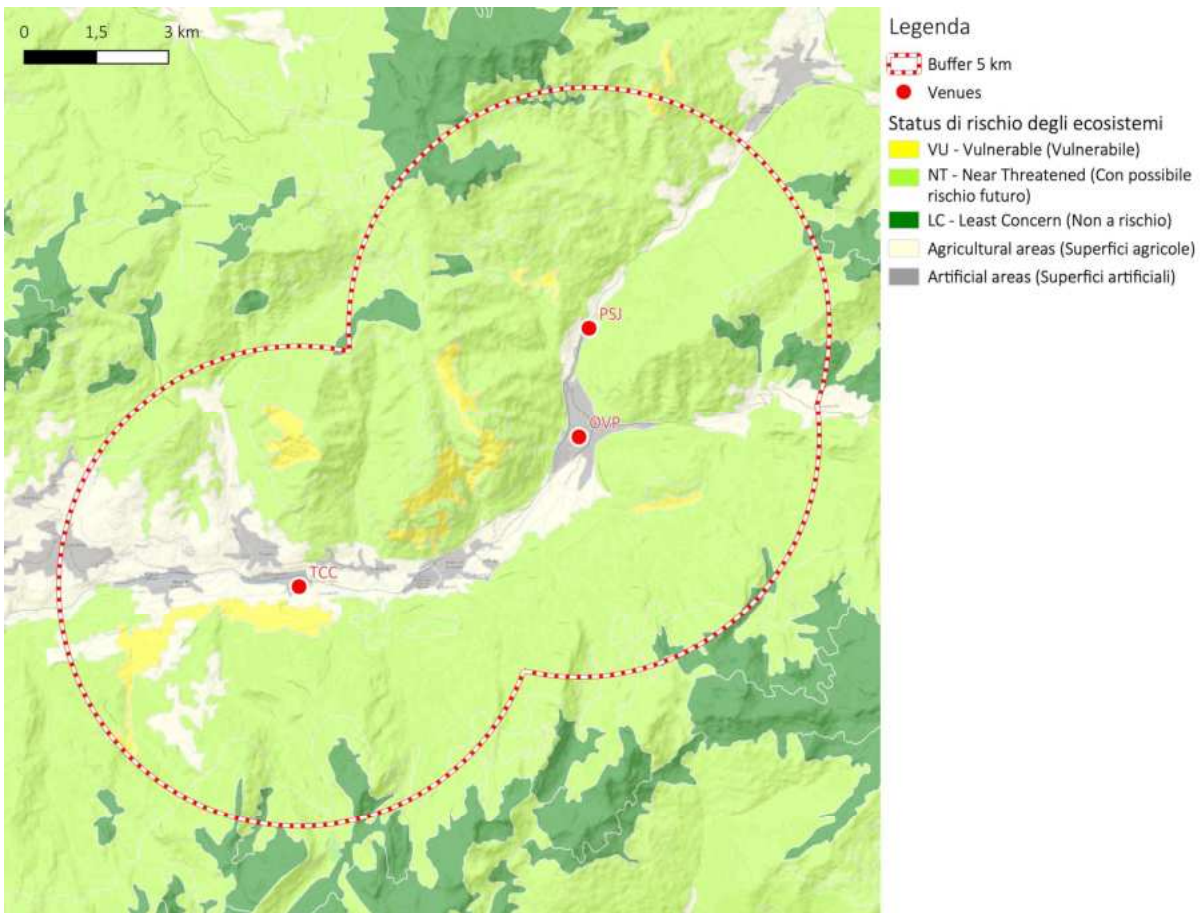 0 1,5 3 km
PSJ
OVP
TCC
Legenda
Buffer 5 km
Venues
Status di rischio degli ecosistemi
VU - Vulnerable (Vulnerabile)
NT - Near Threatened (Con possibile
rischio futuro)
LC - Least Concern (Non a rischio)
Agricultural areas (Superfici agricole)
Artificial areas (Superfici artificiali)